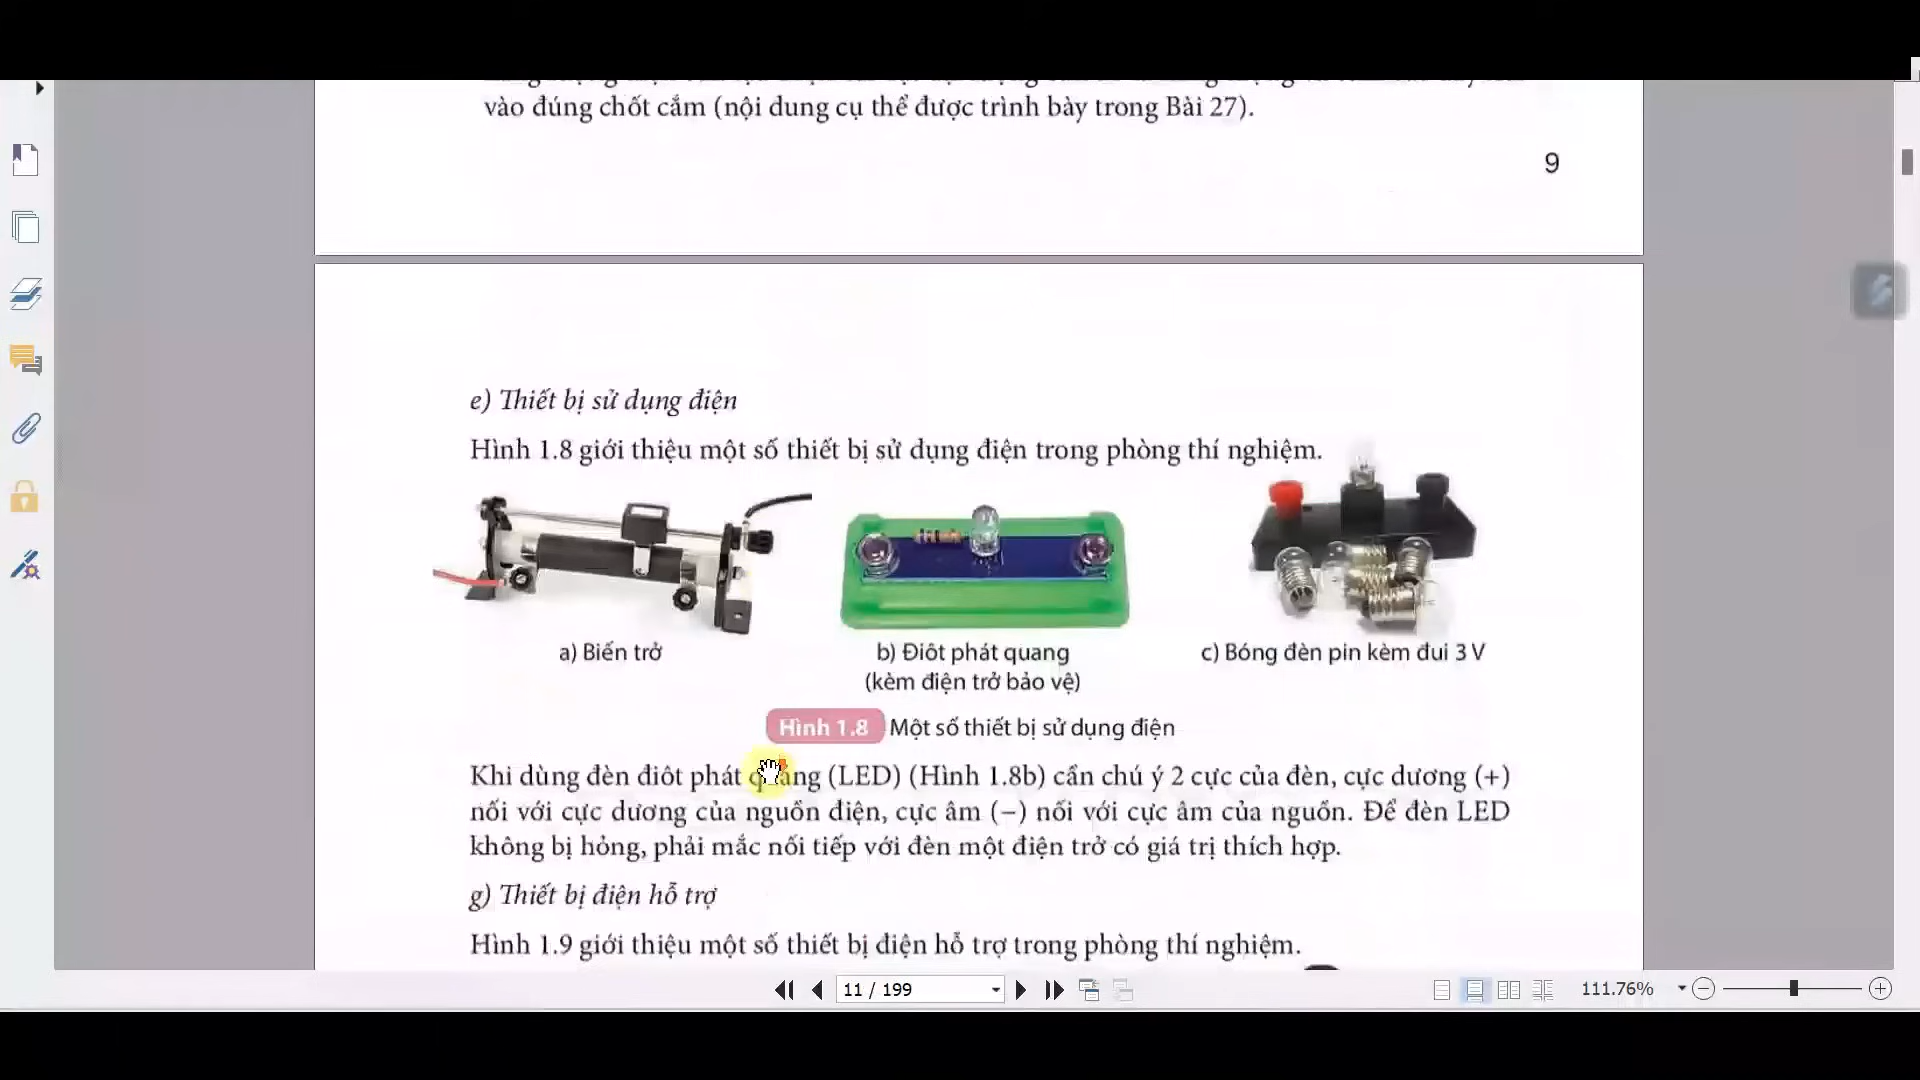 vào đúng chốt cắm (nội dung cụ thể được trình bày trong Bài 27).
9
e) Thiết bị sử dụng điện
Hình 1.8 giới thiệu một số thiết bị sử dụng điện trong phòng thí nghiệm.
a) Biến trở
b) Điôt phát quang
(kèm điện trở bảo vệ)
c) Bóng đèn pin kèm đui 3 V
Hình 1.8 Một số thiết bị sử dụng điện
Khi dùng đèn điôt phát quang (LED) (Hình 1.8b) cần chú ý 2 cực của đèn, cực dương (+)
nối với cực dương của nguồn điện, cực âm (–) nối với cực âm của nguồn. Để đèn LED
không bị hỏng, phải mắc nối tiếp với đèn một điện trở có giá trị thích hợp.
g) Thiết bị điện hỗ trợ
Hình 1.9 giới thiệu một số thiết bị điện hỗ trợ trong phòng thí nghiệm.
11 / 199
111.76%